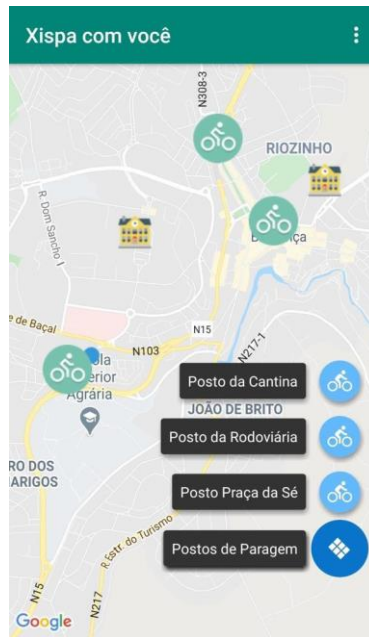 Xispa com você
N308-3
RIOZINHO
R. Dom Sancho I
N15
e de Baçal
N103
N217-1
erior
Agrária
Posto da Cantina
JOÃO DE BRITO
Posto da Rodoviária
RO DOS
ARIGOS
Posto Praça da Sé
R. Estr. do Turismo
Postos de Paragem
N15
N217
Google